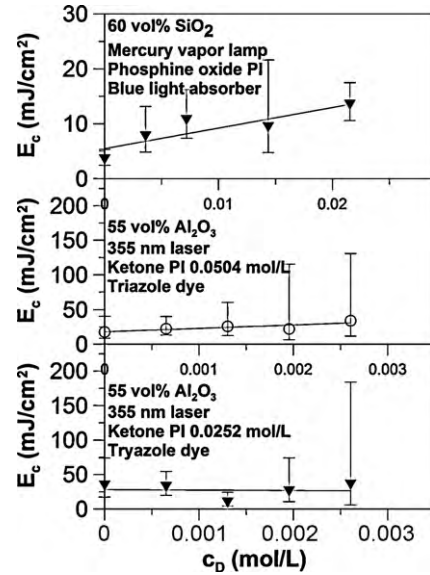 60 vol% SiO2
Mercury vapor lamp
Phosphine oxide PI
Blue light absorber
Ec (mJ/cm2)
30
20
10
0
0
0.01
0.02
55 vol% Al2O3
355 nm laser
Ketone PI 0.0504 mol/L
Triazole dye
Ec (mJ/cm2)
200
150
100
50
0
0
0.001
0.002
0.003
55 vol% Al2O3
355 nm laser
Ketone PI 0.0252 mol/L
Tryazole dye
Ec (mJ/cm2)
200
150
100
50
0
0
0.001
0.002
0.003
cD (mol/L)